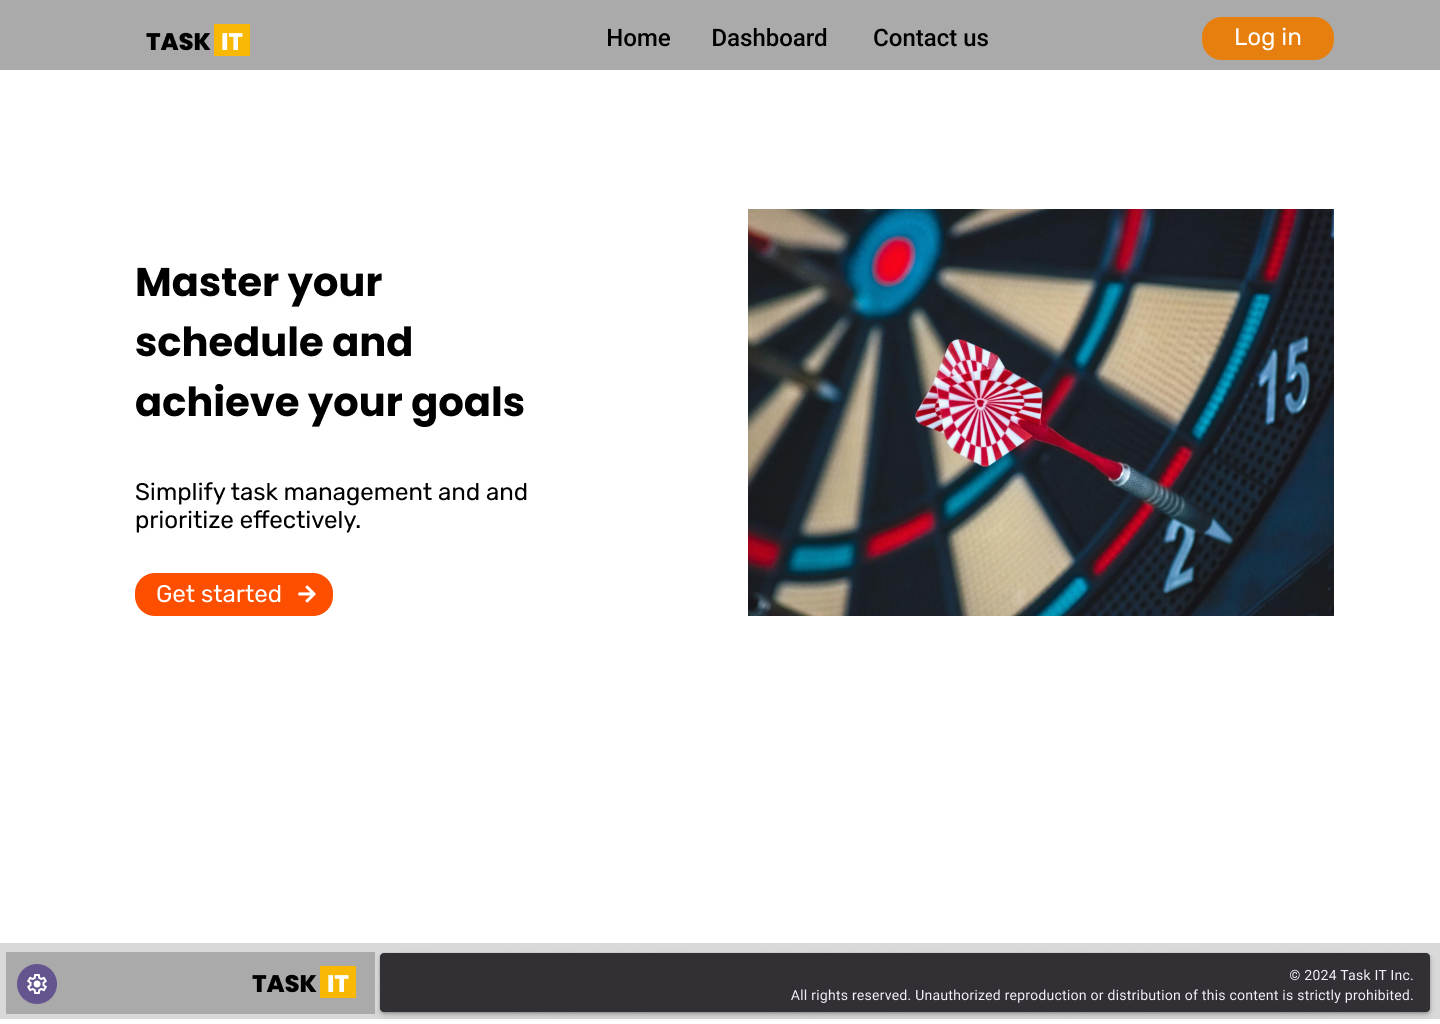 TASK IT
Home Dashboard Contact us
Log in
Master your
schedule and
achieve your goals
Simplify task management and and
prioritize effectively.
Get started
15
2
TASK IT
© 2024 Task IT Inc.
All rights reserved. Unauthorized reproduction or distribution of this content is strictly prohibited.